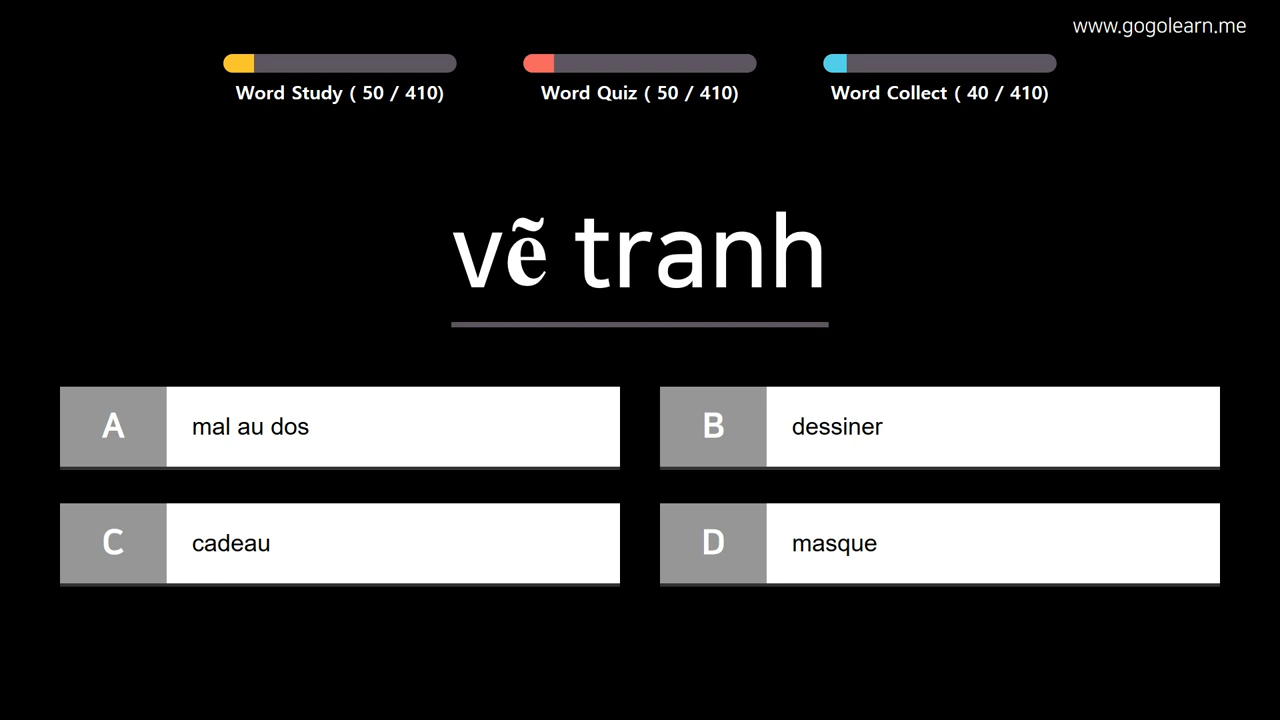 www.gogolearn.me
Word Study ( 50 / 410)
Word Quiz ( 50 / 410)
Word Collect ( 40 / 410)
vẽ tranh
A mal au dos
B dessiner
C cadeau
D masque